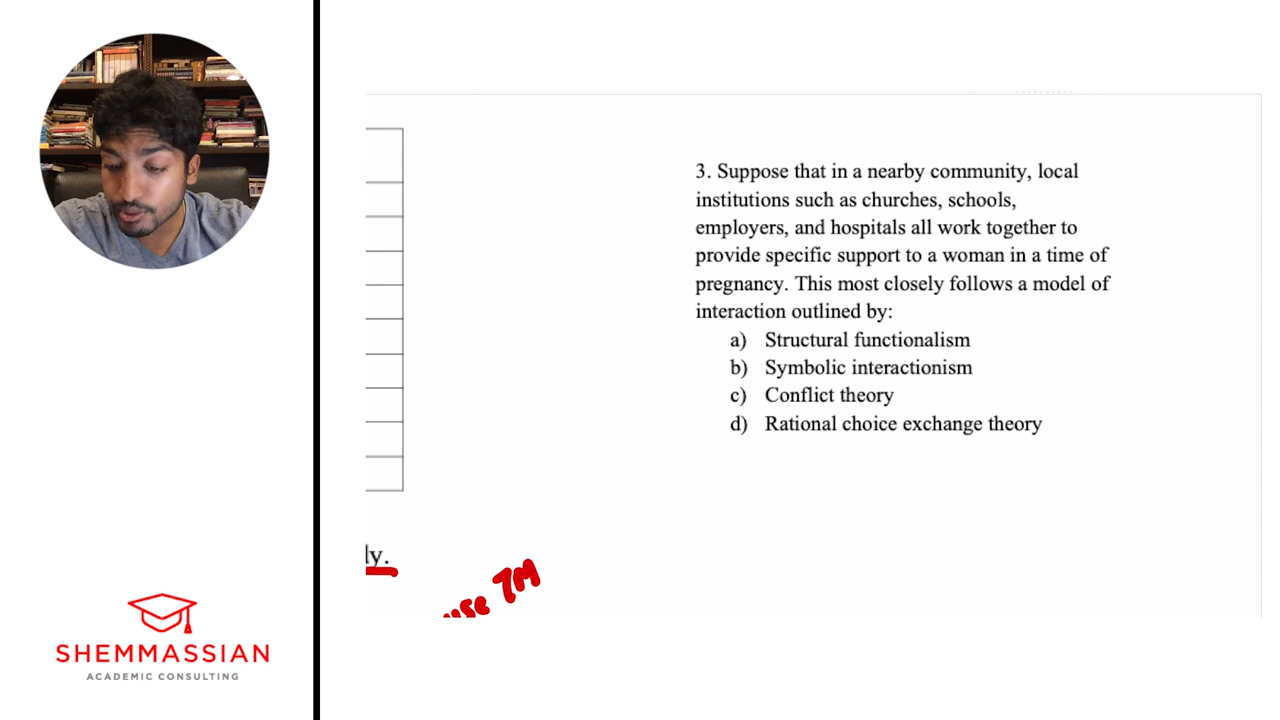 3. Suppose that in a nearby community, local
institutions such as churches, schools,
employers, and hospitals all work together to
provide specific support to a woman in a time of
pregnancy. This most closely follows a model of
interaction outlined by:
a) Structural functionalism
b) Symbolic interactionism
c) Conflict theory
d) Rational choice exchange theory
ly.
7M
SHEMMASSIAN
ACADEMIC CONSULTING